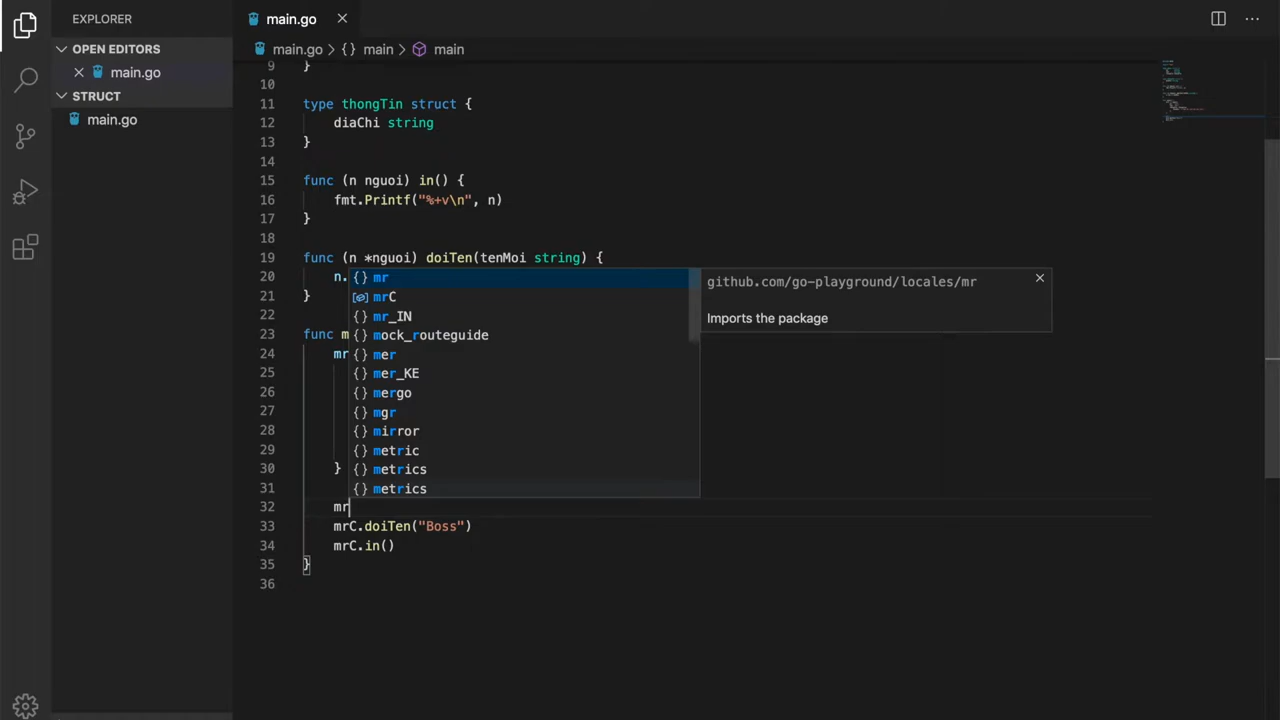 EXPLORER
OPEN EDITORS
main.go
STRUCT
main.go
main.go
main.go > {} main > main
9 }
10
11 type thongTin struct {
12 diaChi string
13 }
14
15 func (n nguoi) in() {
16 fmt.Printf("%+v\n", n)
17 }
18
19 func (n *nguoi) doiTen(tenMoi string) {
20 n.
21 }
22
23 func m
24 mr
25
26
27
28
29
30 }
31
32 mr
33 mrC.doiTen("Boss")
34 mrC.in()
35 }
36
{} mr
mrC
{} mr_IN
{} mock_routeguide
{} mer
{} mer_KE
{} mergo
{} mgr
{} mirror
{} metric
{} metrics
{} metrics
github.com/go-playground/locales/mr
Imports the package